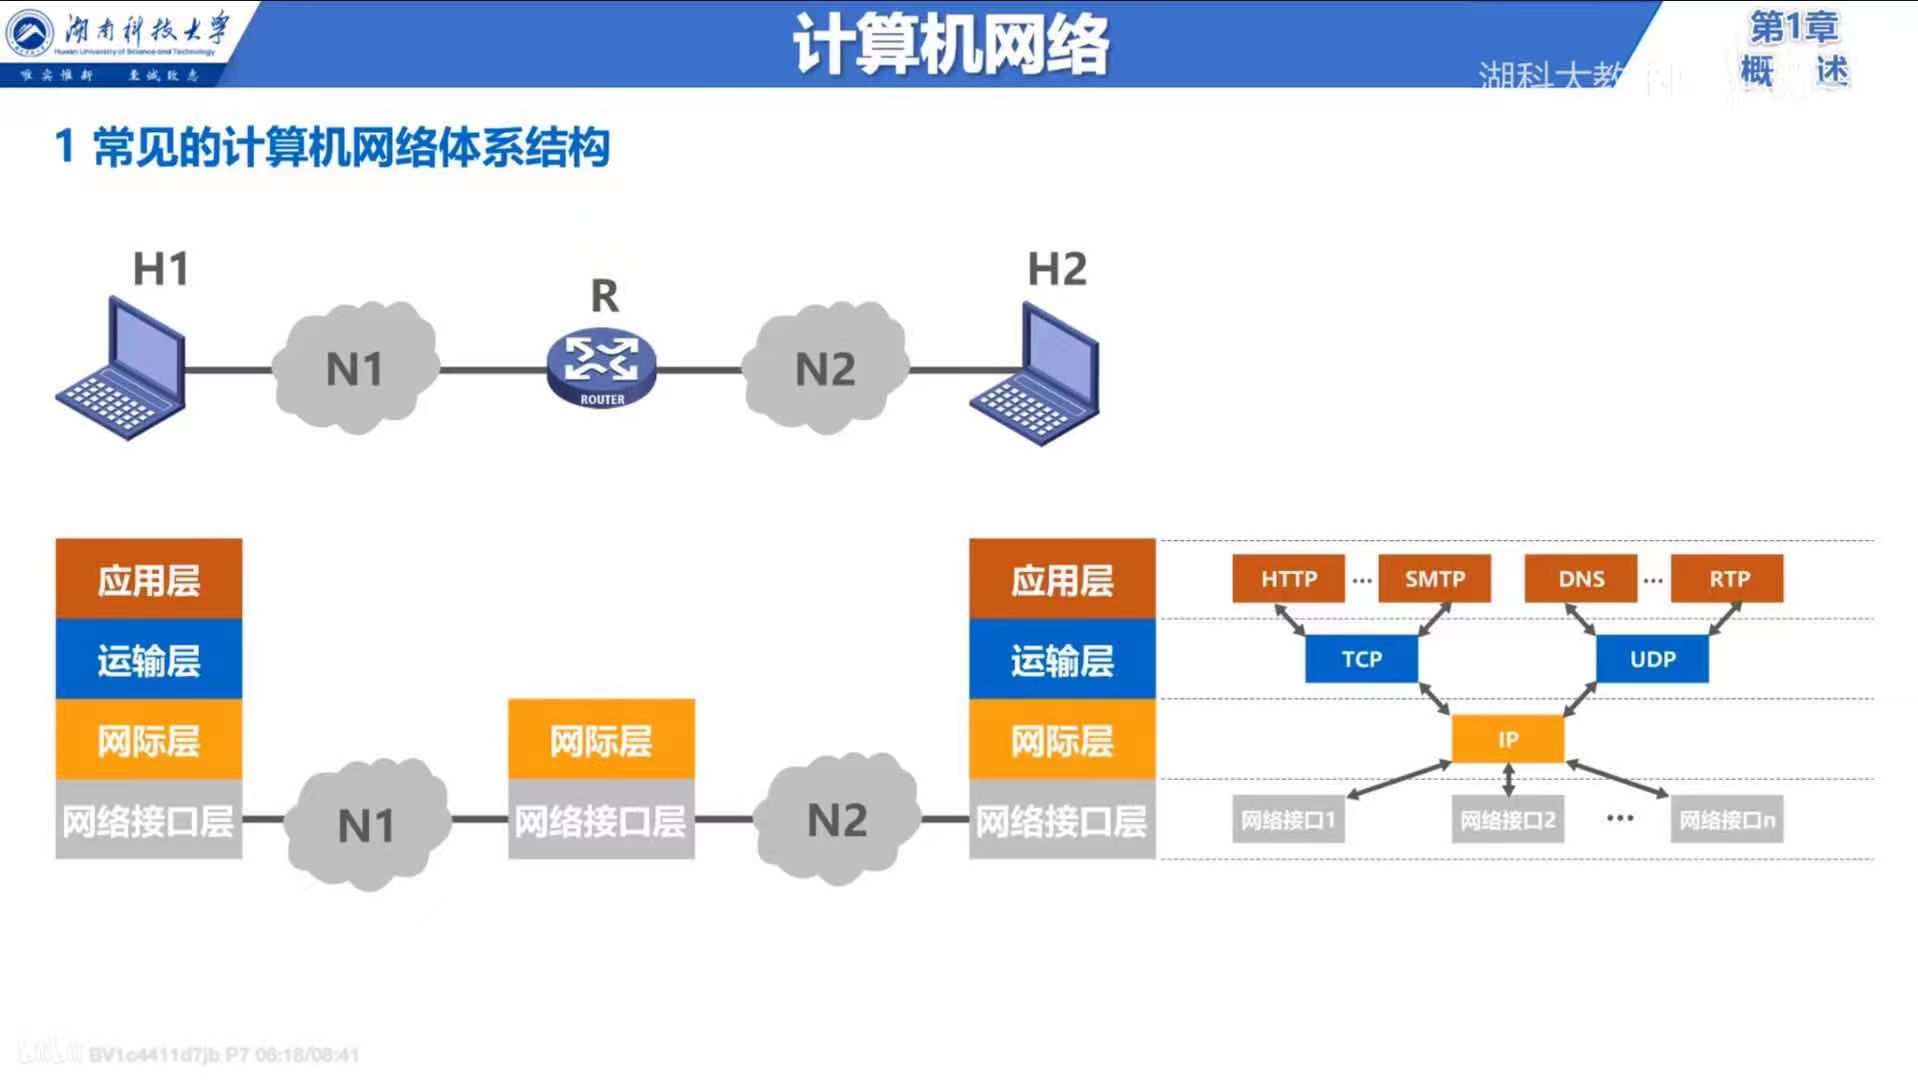 湖南科技大学
Hunan University of Science and Technology
唯实惟新 至诚致志
计算机网络
第1章
概 述
湖科大教
1 常见的计算机网络体系结构
H1
R
H2
N1
N2
ROUTER
应用层
运输层
网际层
网络接口层
N1
网际层
网络接口层
N2
应用层
运输层
网际层
网络接口层
HTTP … SMTP DNS … RTP
TCP UDP
IP
网络接口1 网络接口2 … 网络接口n
BV1c4411d7jb P7 06:18/08:41